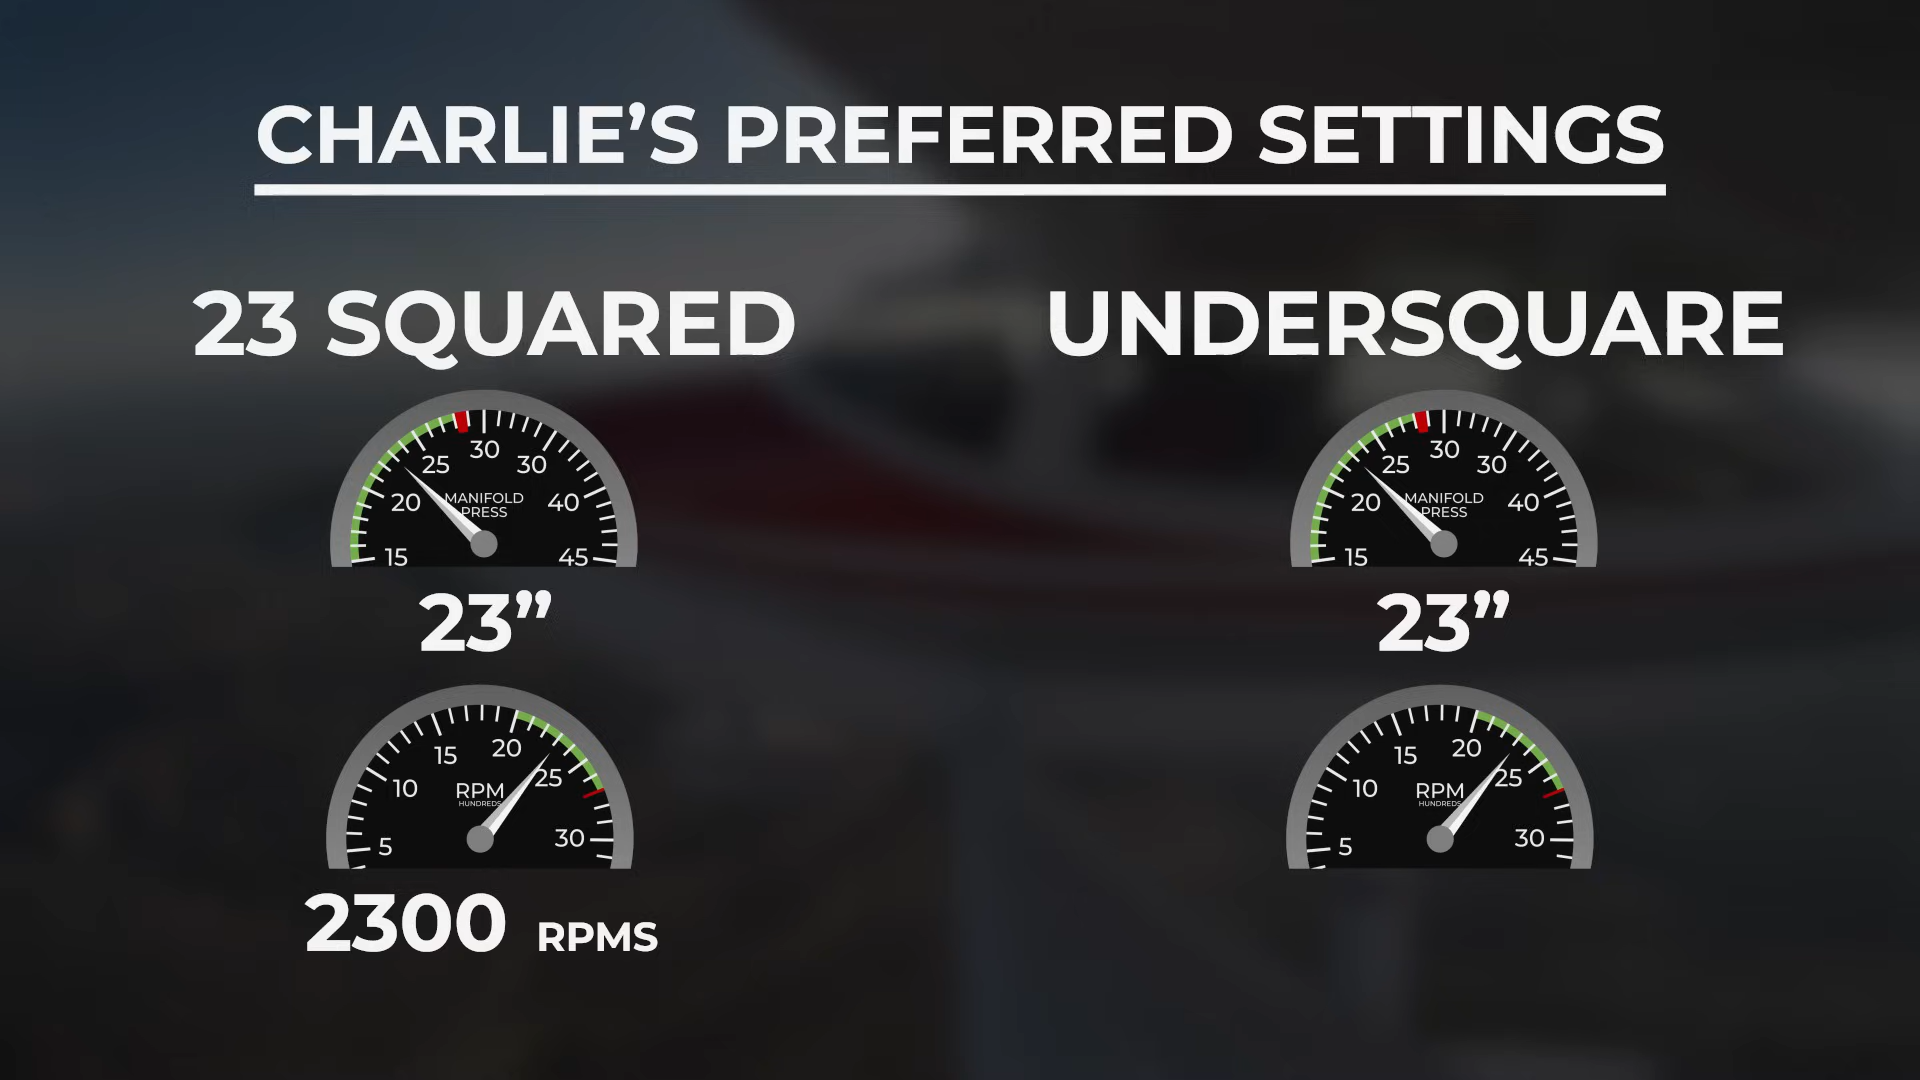 CHARLIE’S PREFERRED SETTINGS
23 SQUARED
UNDERSQUARE
15 20 25 30 30 40 45
MANIFOLD
PRESS
15 20 25 30 30 40 45
MANIFOLD
PRESS
23”
23”
5 10 15 20 25 30
RPM
HUNDREDS
5 10 15 20 25 30
RPM
HUNDREDS
2300 RPMS